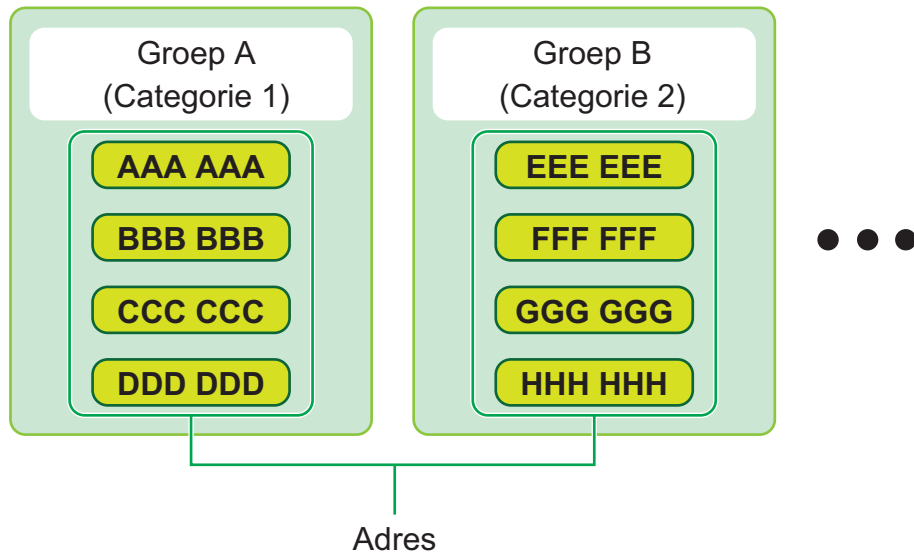 Groep A
(Categorie 1)
AAA AAA
BBB BBB
CCC CCC
DDD DDD
Groep B
(Categorie 2)
EEE EEE
FFF FFF
GGG GGG
HHH HHH
Adres